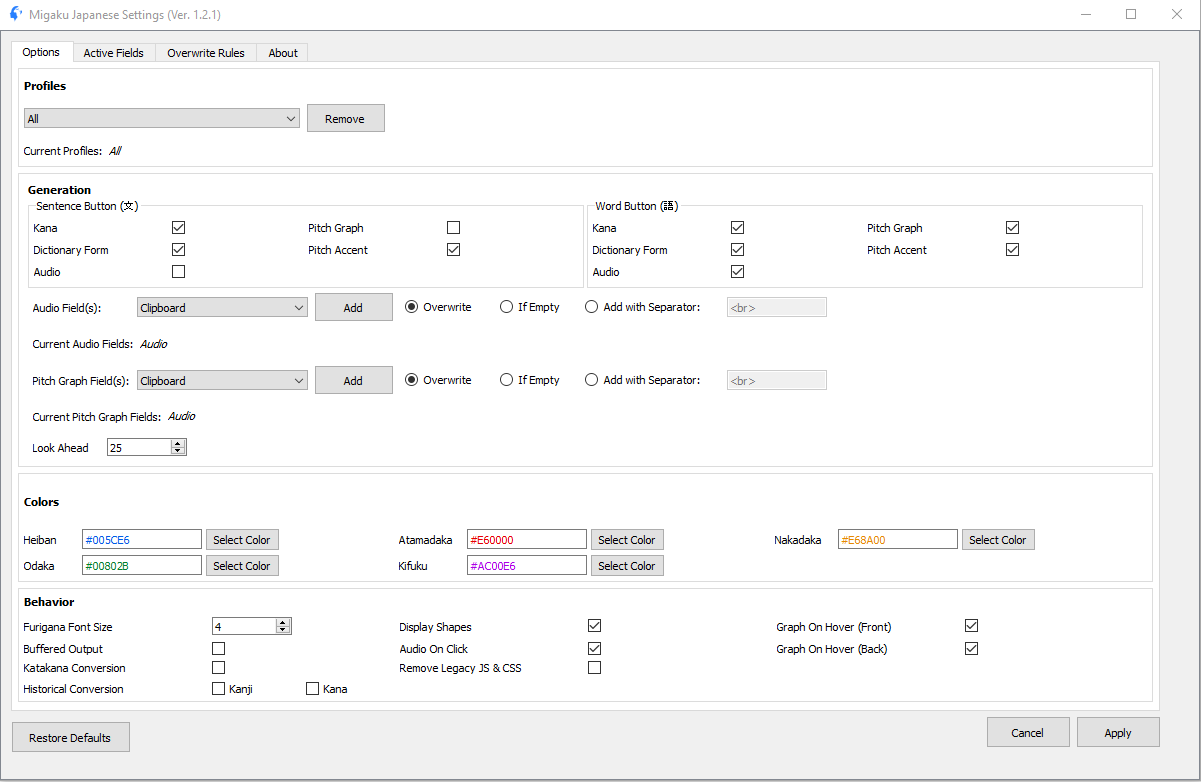 Migaku Japanese Settings (Ver. 1.2.1)
Options Active Fields Overwrite Rules About
Profiles
All Remove
Current Profiles: All
Generation
Sentence Button (文) Word Button (語)
Kana Pitch Graph Kana Pitch Graph
Dictionary Form Pitch Accent Dictionary Form Pitch Accent
Audio Audio
Audio Field(s): Clipboard Add Overwrite If Empty Add with Separator: <br>
Current Audio Fields: Audio
Pitch Graph Field(s): Clipboard Add Overwrite If Empty Add with Separator: <br>
Current Pitch Graph Fields: Audio
Look Ahead 25
Colors
Heiban #005CE6 Select Color Atamadaka #E60000 Select Color Nakadaka #E68A00 Select Color
Odaka #00802B Select Color Kifuku #AC00E6 Select Color
Behavior
Furigana Font Size 4 Display Shapes Graph On Hover (Front)
Buffered Output Audio On Click Graph On Hover (Back)
Katakana Conversion Remove Legacy JS & CSS
Historical Conversion Kanji Kana
Restore Defaults Cancel Apply